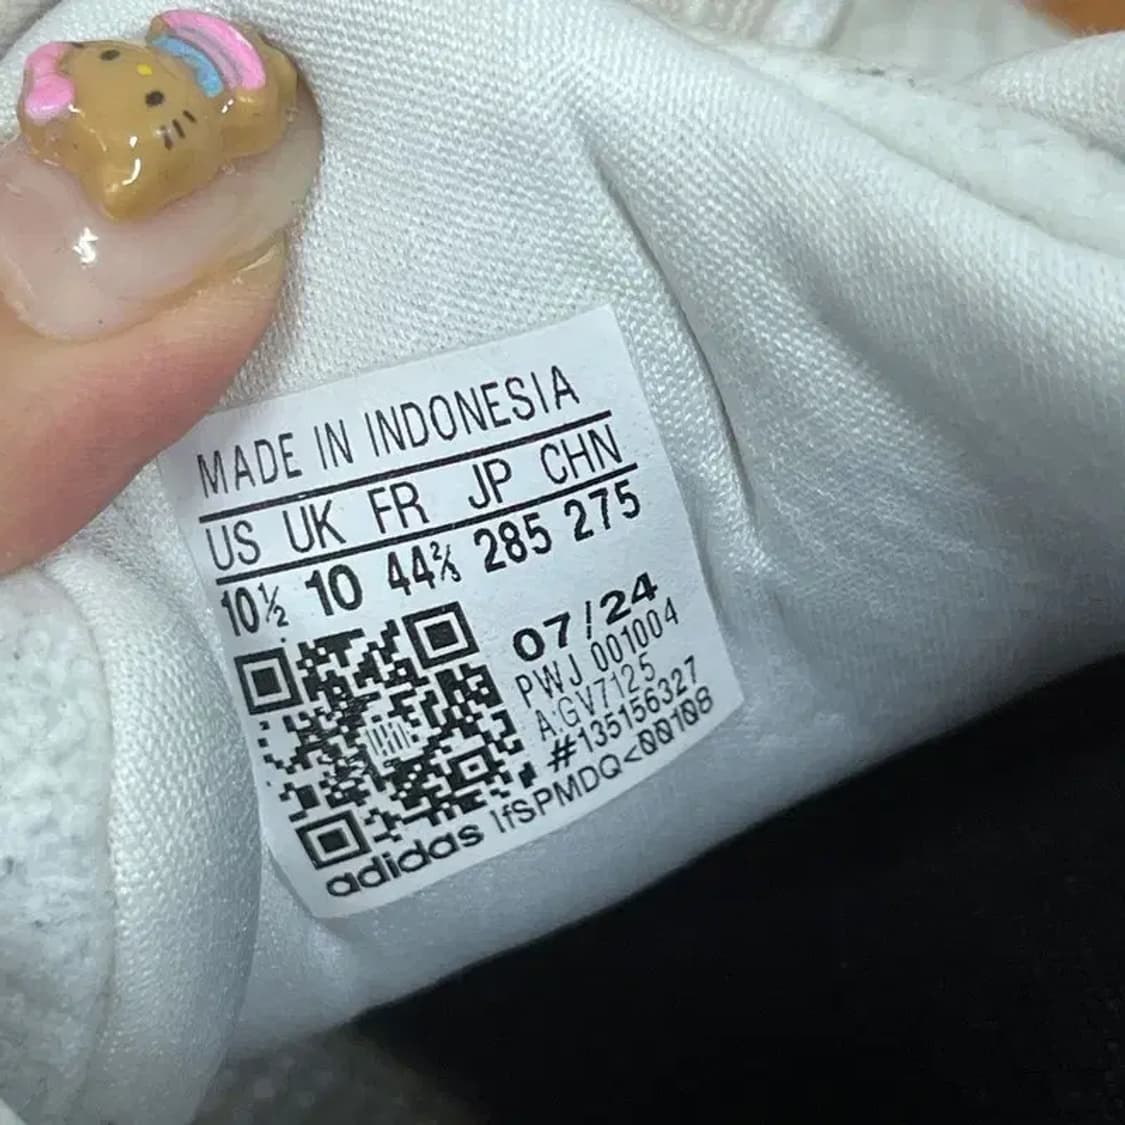 MADE IN INDONESIA
US UK FR JP CHN
10½ 10 44⅔ 285 275
07/24
PWJ 001004
A:GV7125
#135156327
adidas IfSPMDQ<00108